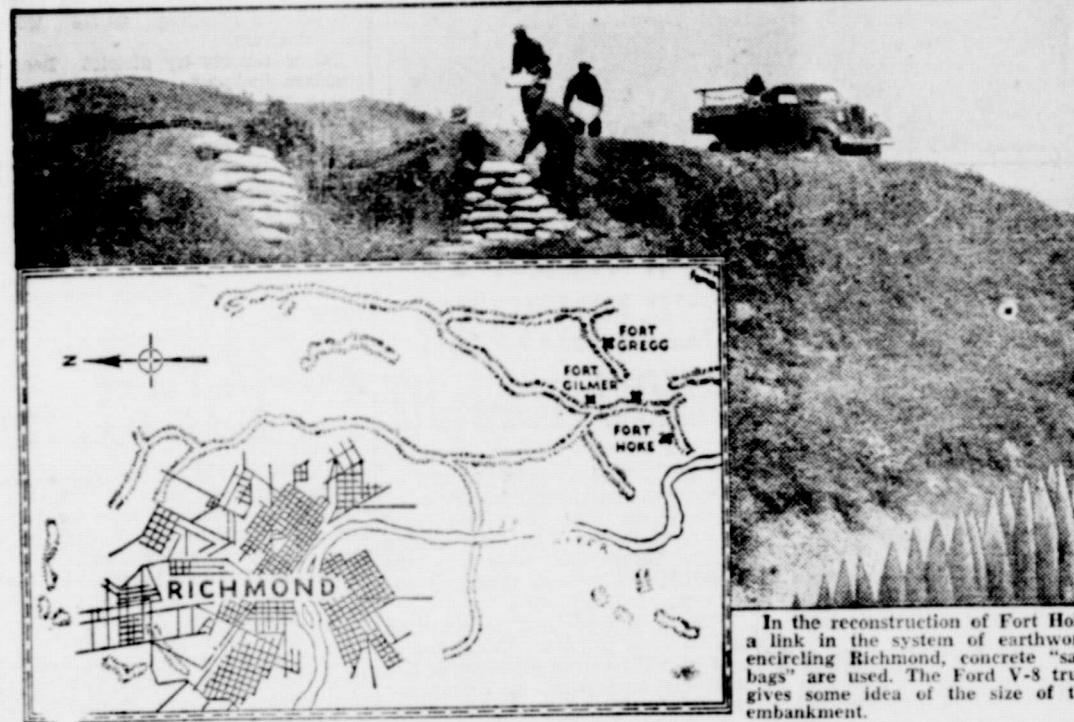 N
FORT
GREGG
FORT
GILMER
FORT
HOKE
RIVER
RICHMOND
In the reconstruction of Fort Ho
a link in the system of earthwor
encircling Richmond, concrete "sa
bags" are used. The Ford V-8 tru
gives some idea of the size of t
embankment.